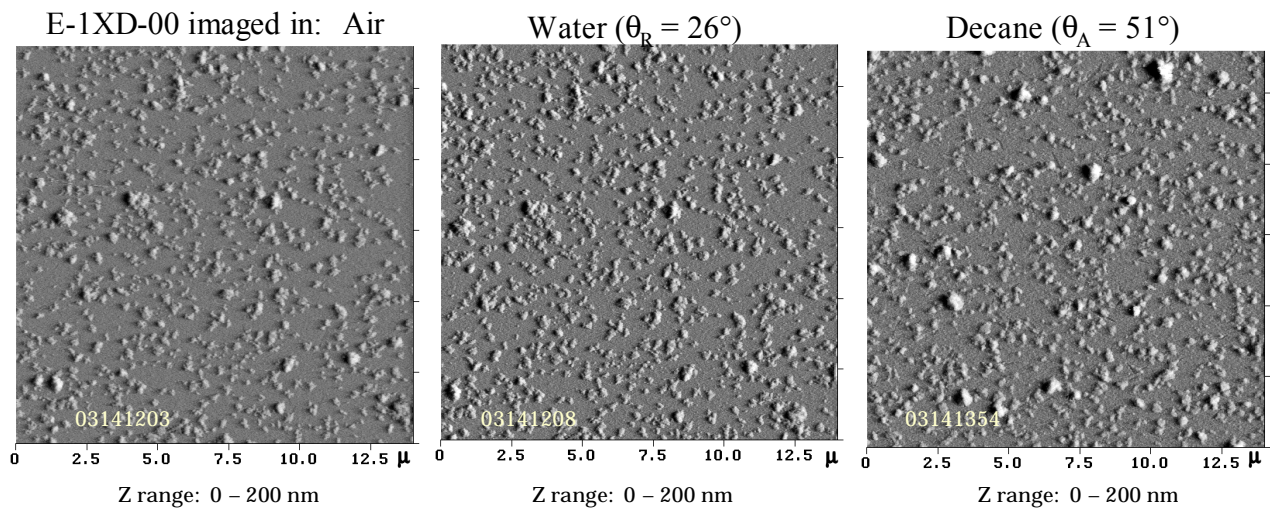 E-1XD-00 imaged in: Air
Water (θR = 26°)
Decane (θA = 51°)
03141203
03141208
03141354
0 2.5 5.0 7.5 10.0 12.5 μ
0 2.5 5.0 7.5 10.0 12.5 μ
0 2.5 5.0 7.5 10.0 12.5 μ
Z range: 0 – 200 nm
Z range: 0 – 200 nm
Z range: 0 – 200 nm